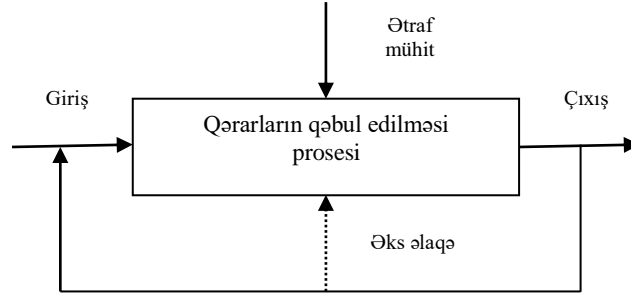 Ətraf
mühit
Giriş
Çıxış
Qərarların qəbul edilməsi
prosesi
Əks əlaqə